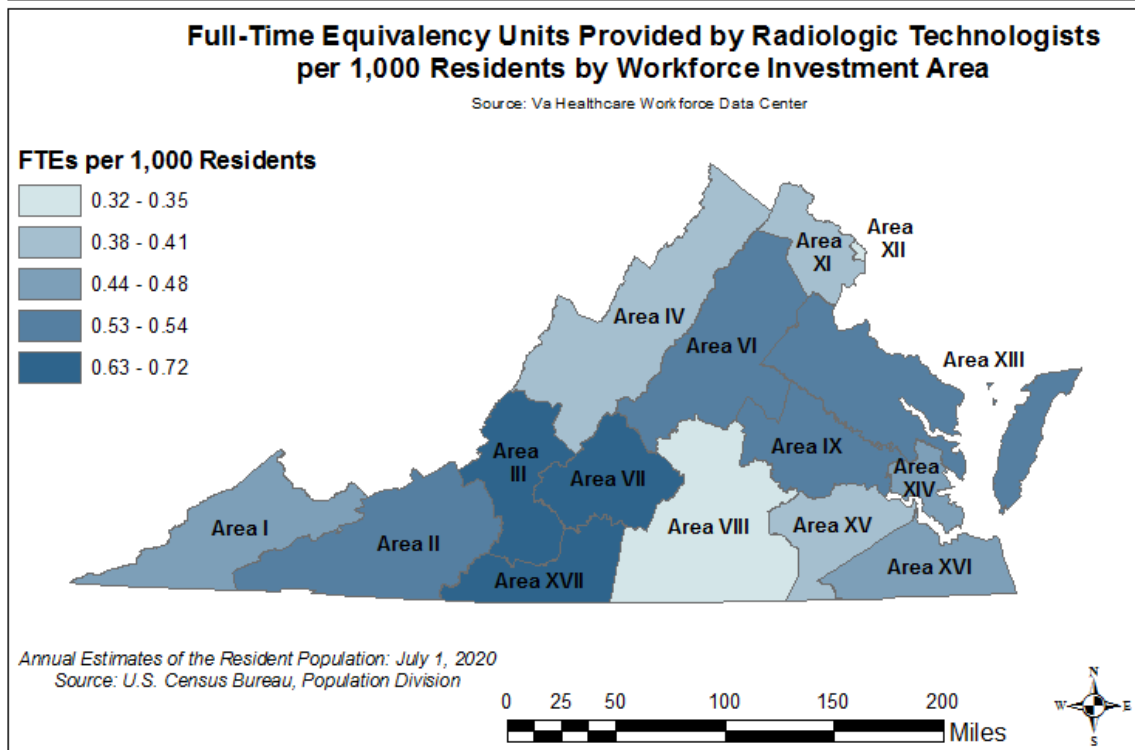 Full-Time Equivalency Units Provided by Radiologic Technologists
per 1,000 Residents by Workforce Investment Area
Source: Va Healthcare Workforce Data Center
FTEs per 1,000 Residents
0.32 - 0.35
0.38 - 0.41
0.44 - 0.48
0.53 - 0.54
0.63 - 0.72
Area
XII
Area
XI
Area IV
Area VI
Area XIII
Area
III
Area VII
Area IX
Area
XIV
Area I
Area II
Area VIII
Area XV
Area XVII
Area XVI
Annual Estimates of the Resident Population: July 1, 2020
Source: U.S. Census Bureau, Population Division
0 25 50 100 150 200
Miles
N
W E
S